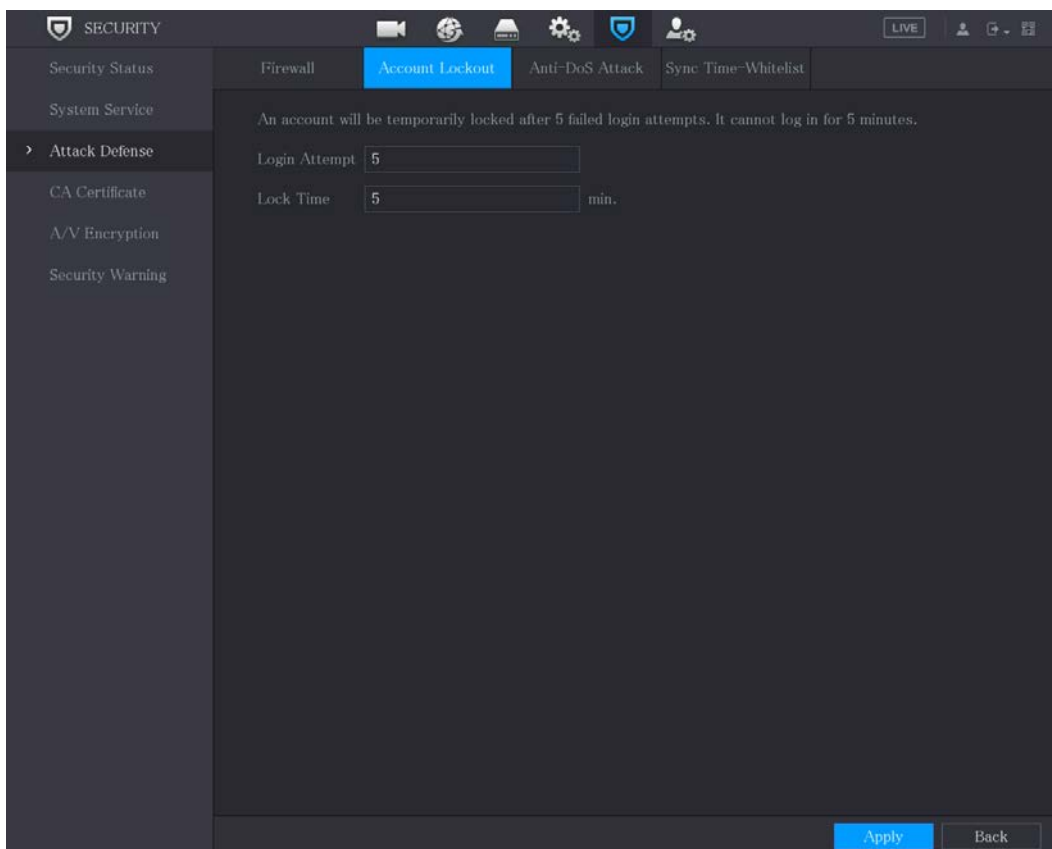 SECURITY
LIVE
Security Status
System Service
Attack Defense
CA Certificate
A/V Encryption
Security Warning
Firewall Account Lockout Anti-DoS Attack Sync Time-Whitelist
An account will be temporarily locked after 5 failed login attempts. It cannot log in for 5 minutes.
Login Attempt 5
Lock Time 5 min.
Apply Back